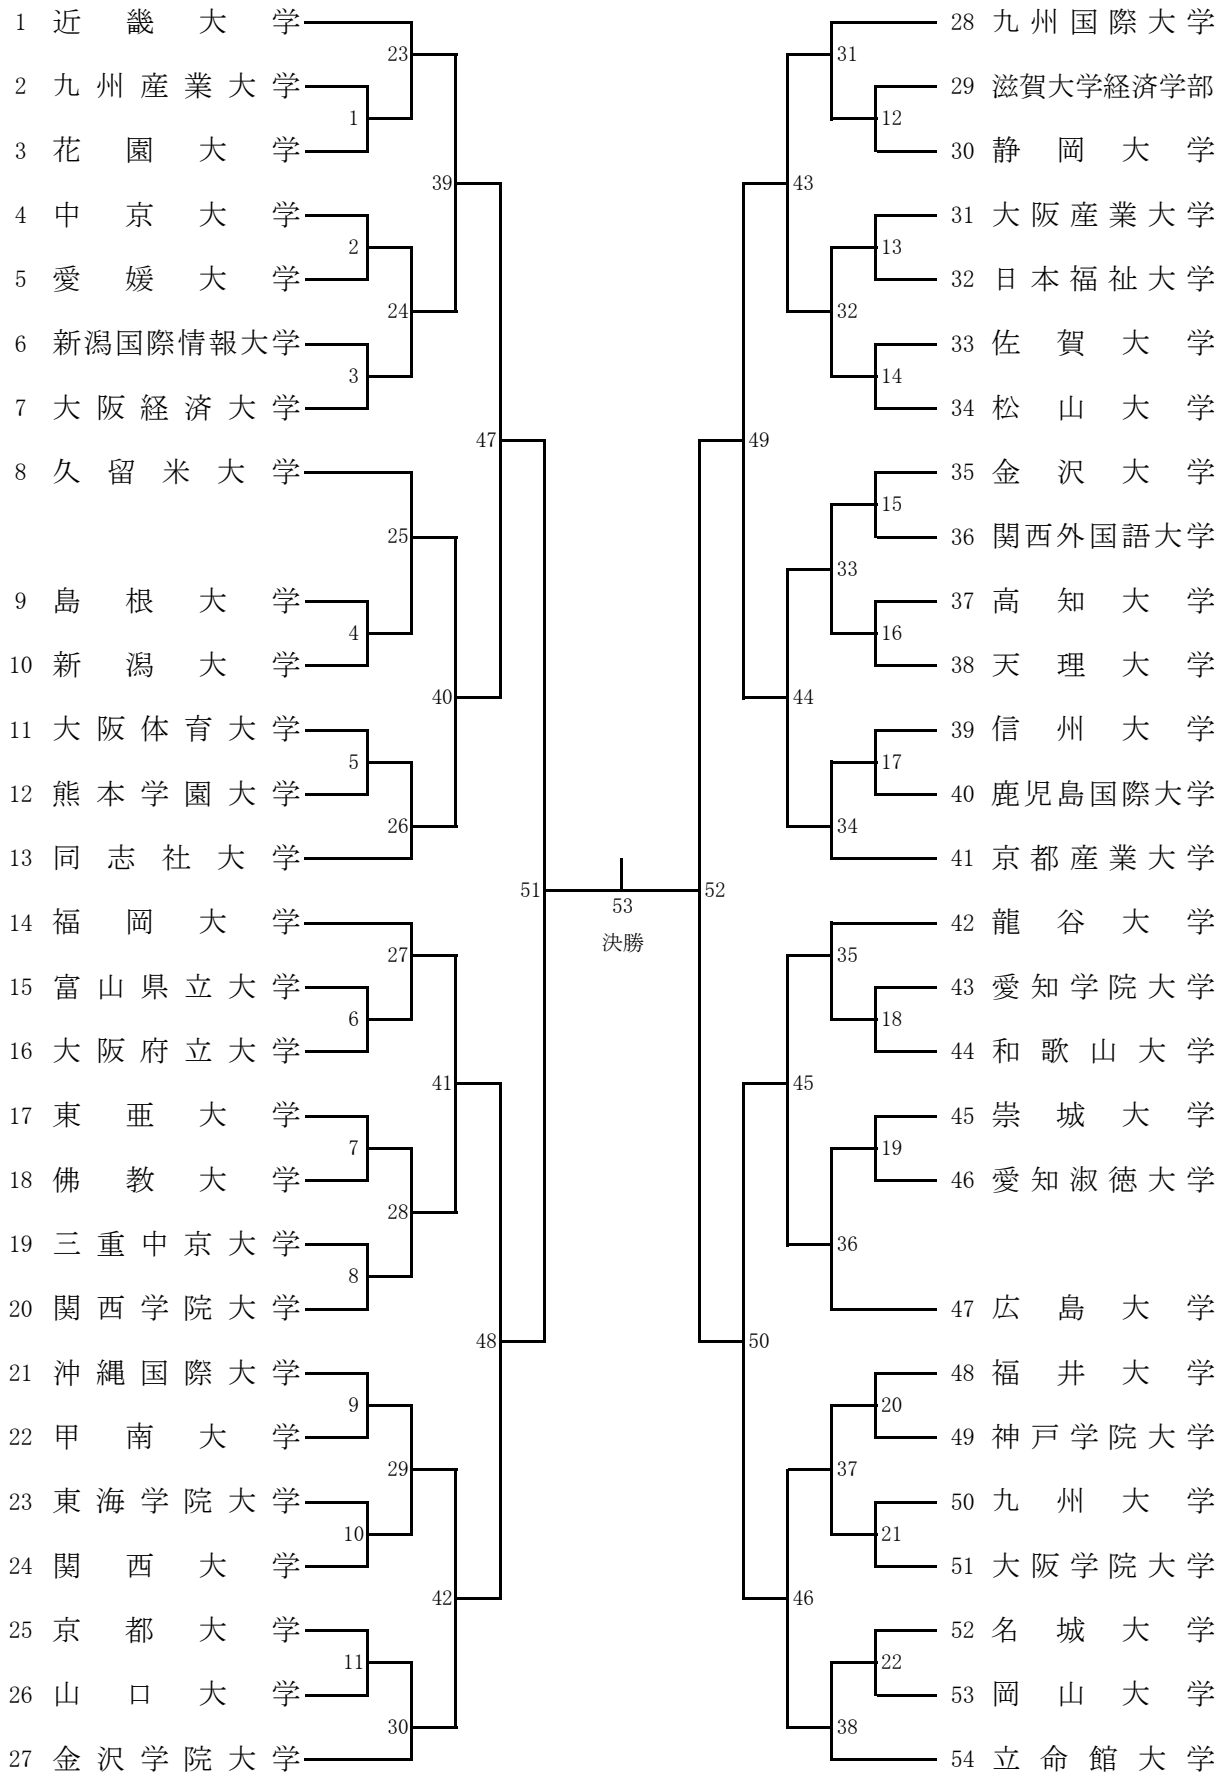 1 近畿大学
23
2 九州産業大学
1
3 花園大学
39
4 中京大学
2
5 愛媛大学
24
6 新潟国際情報大学
3
7 大阪経済大学
47
8 久留米大学
25
9 島根大学
4
10 新潟大学
40
11 大阪体育大学
5
12 熊本学園大学
26
13 同志社大学
51
14 福岡大学
27
15 富山県立大学
6
16 大阪府立大学
41
17 東亜大学
7
18 佛教大学
28
19 三重中京大学
8
20 関西学院大学
48
21 沖縄国際大学
9
22 甲南大学
29
23 東海学院大学
10
24 関西大学
42
25 京都大学
11
26 山口大学
30
27 金沢学院大学
53
決勝
28 九州国際大学
31
29 滋賀大学経済学部
12
30 静岡大学
43
31 大阪産業大学
13
32 日本福祉大学
32
33 佐賀大学
14
34 松山大学
49
35 金沢大学
15
36 関西外国語大学
33
37 高知大学
16
38 天理大学
44
39 信州大学
17
40 鹿児島国際大学
34
41 京都産業大学
52
42 龍谷大学
35
43 愛知学院大学
18
44 和歌山大学
45
45 崇城大学
19
46 愛知淑徳大学
36
47 広島大学
50
48 福井大学
20
49 神戸学院大学
37
50 九州大学
21
51 大阪学院大学
46
52 名城大学
22
53 岡山大学
38
54 立命館大学